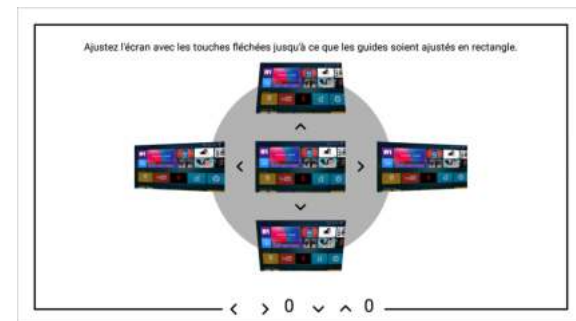 Ajustez l'écran avec les touches fléchées jusqu'à ce que les guides soient ajustés en rectangle.
0 0